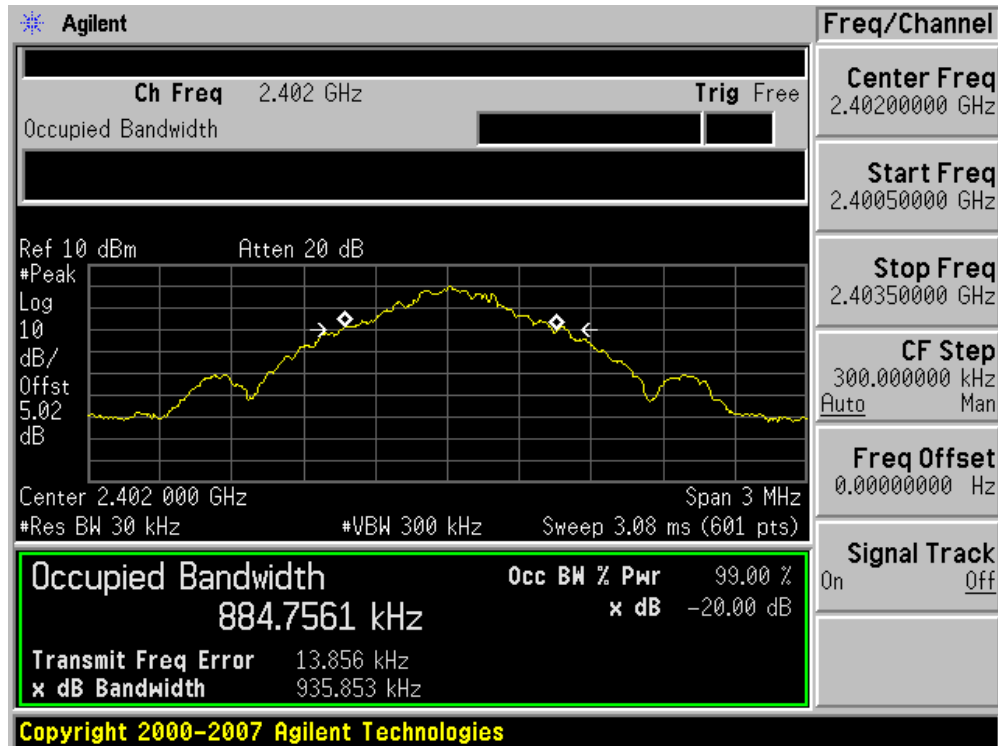 Agilent
Freq/Channel
Ch Freq 2.402 GHz Trig Free
Occupied Bandwidth
Center Freq
2.40200000 GHz
Start Freq
2.40050000 GHz
Stop Freq
2.40350000 GHz
CF Step
300.000000 kHz
Auto Man
Freq Offset
0.00000000 Hz
Signal Track
On Off
Ref 10 dBm Atten 20 dB
#Peak
Log
10
dB/
Offst
5.02
dB
Center 2.402 000 GHz Span 3 MHz
#Res BW 30 kHz #VBW 300 kHz Sweep 3.08 ms (601 pts)
Occupied Bandwidth Occ BW % Pwr 99.00 %
884.7561 kHz x dB -20.00 dB
Transmit Freq Error 13.856 kHz
x dB Bandwidth 935.853 kHz
Copyright 2000-2007 Agilent Technologies